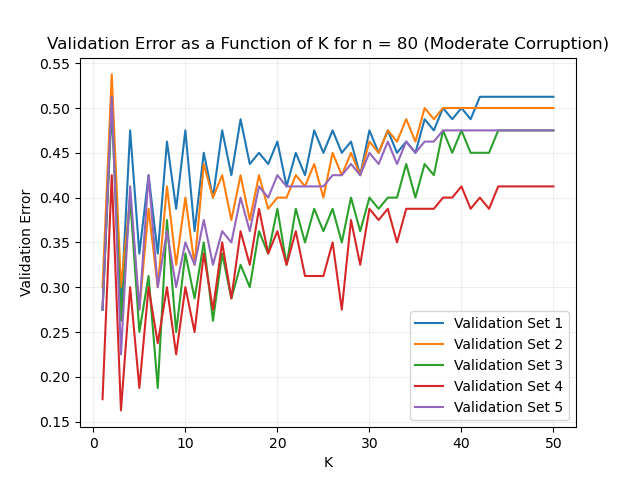 Validation Error as a Function of K for n = 80 (Moderate Corruption)
Validation Error
0.55
0.50
0.45
0.40
0.35
0.30
0.25
0.20
0.15
Validation Set 1
Validation Set 2
Validation Set 3
Validation Set 4
Validation Set 5
0 10 20 30 40 50
K